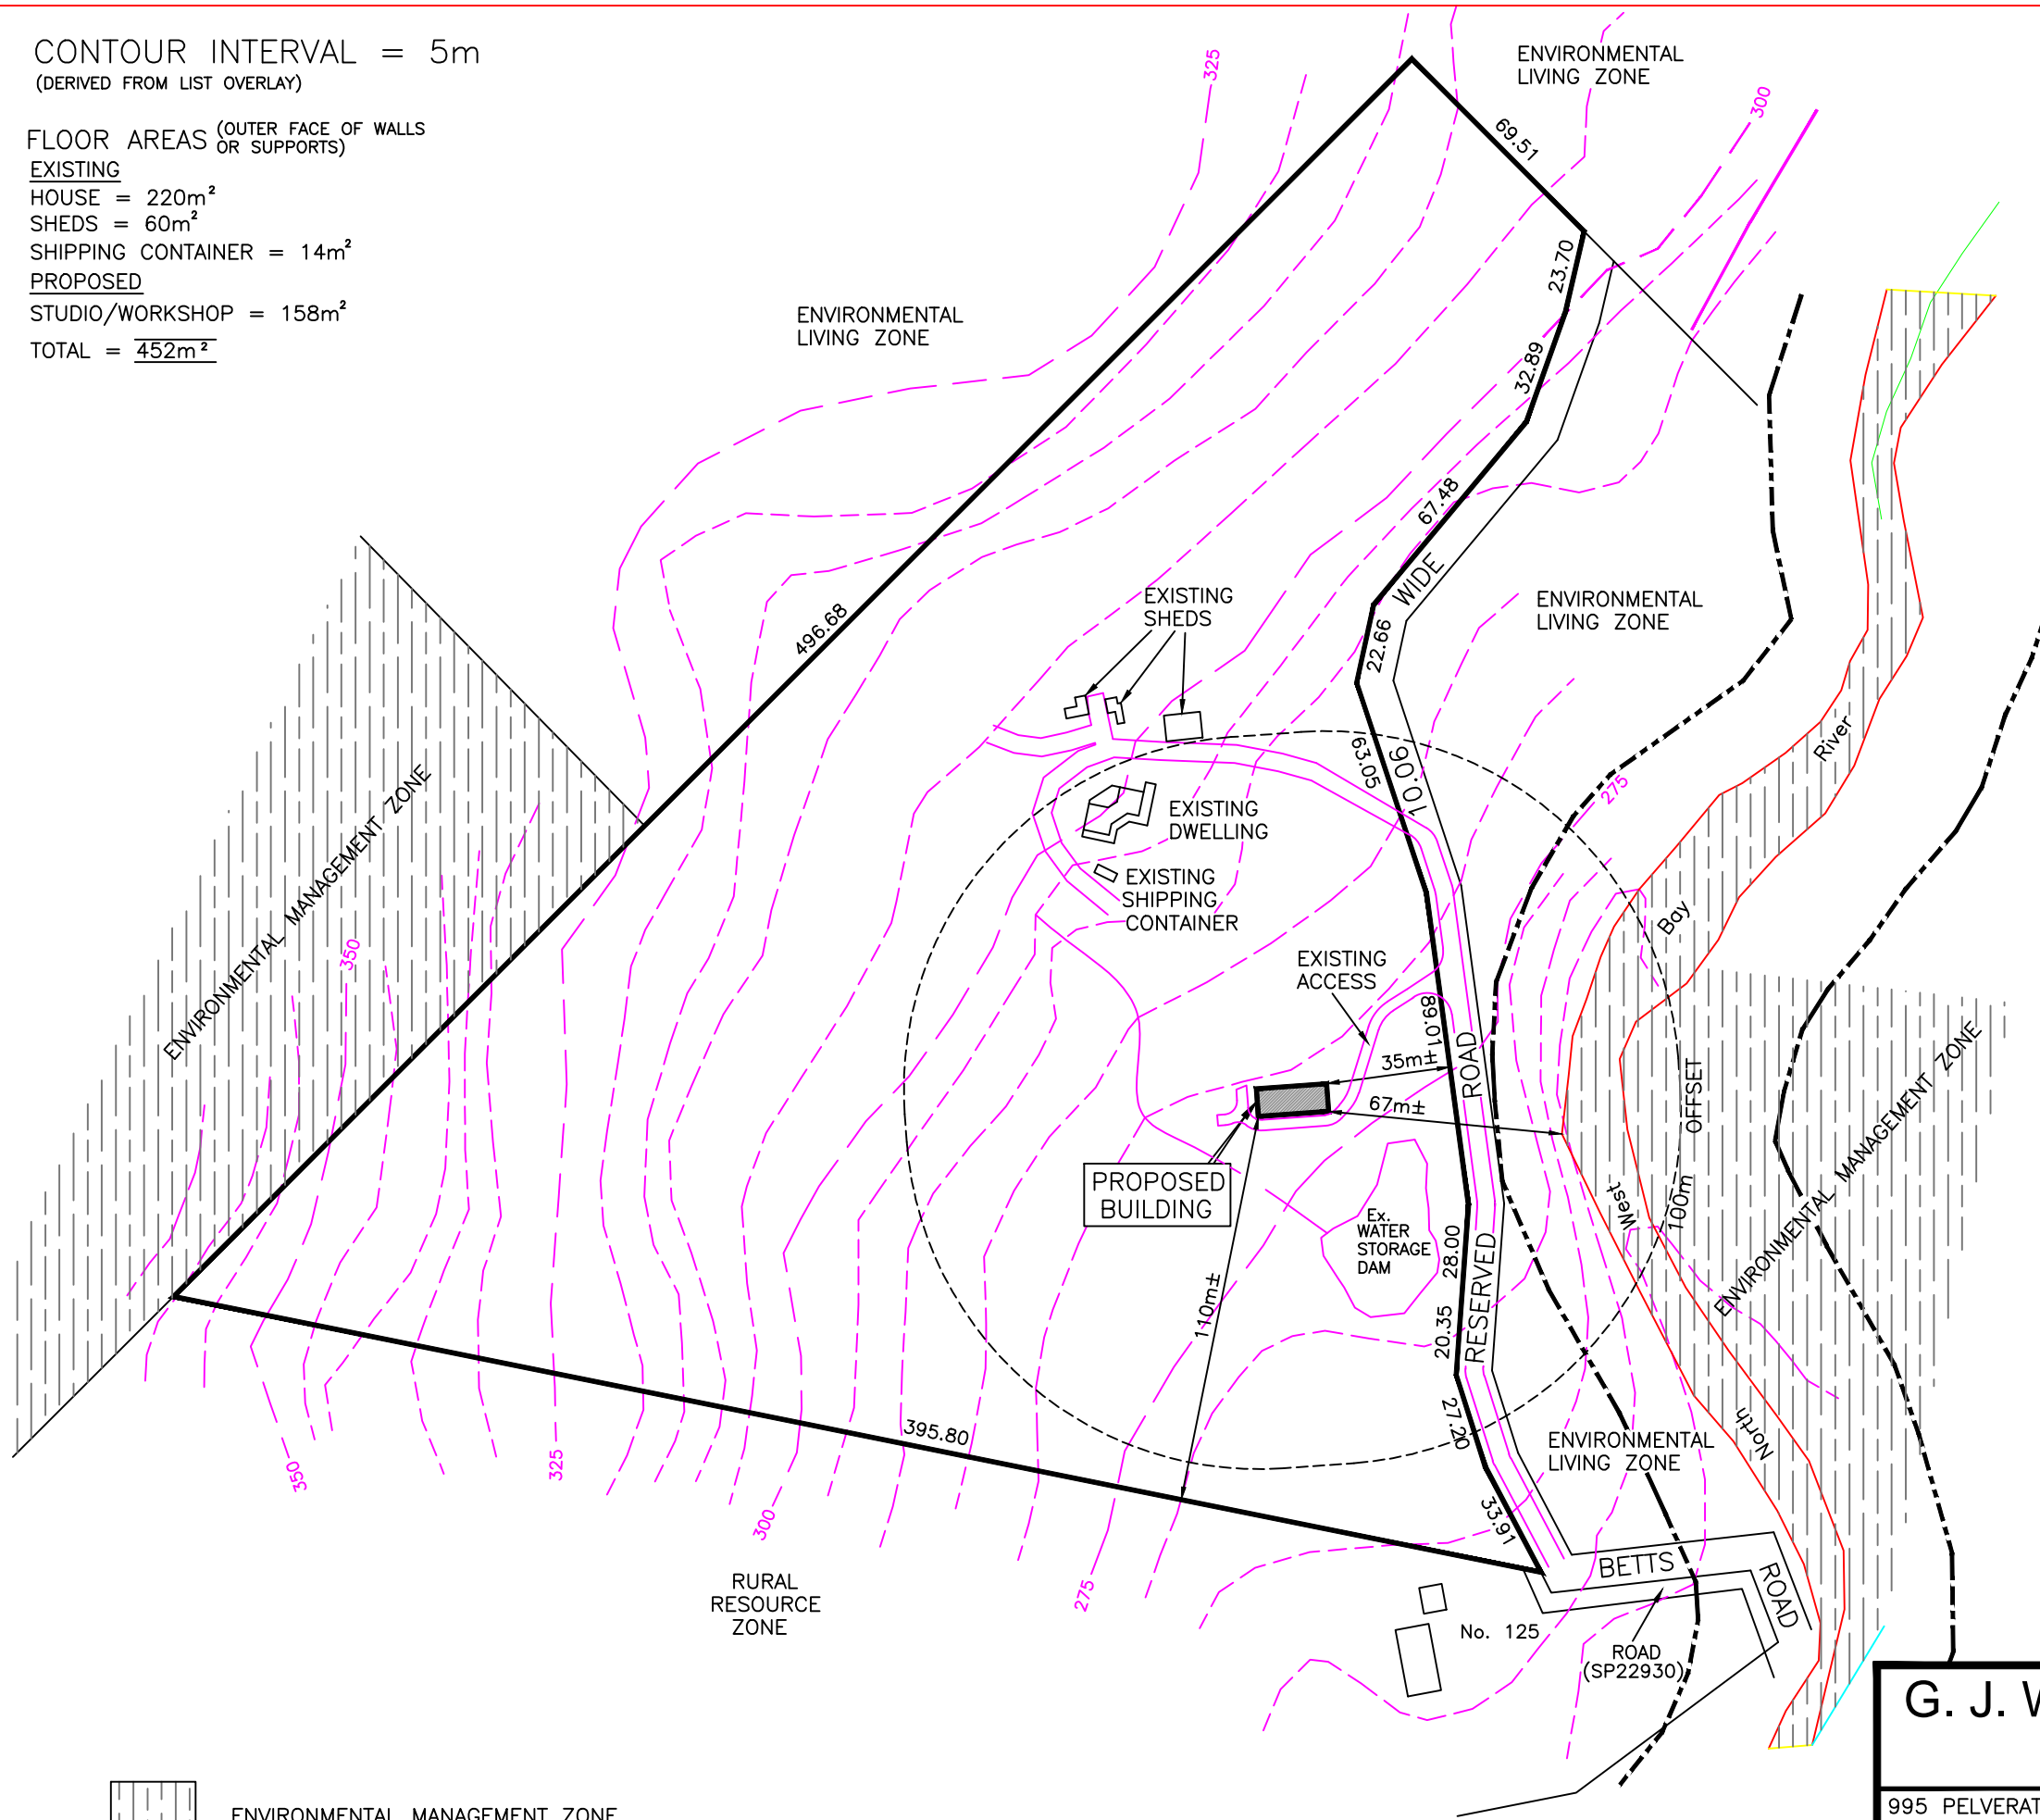 CONTOUR INTERVAL = 5m
(DERIVED FROM LIST OVERLAY)
FLOOR AREAS (OUTER FACE OF WALLS
OR SUPPORTS)
EXISTING
HOUSE = 220m²
SHEDS = 60m²
SHIPPING CONTAINER = 14m²
PROPOSED
STUDIO/WORKSHOP = 158m²
TOTAL = 452m²
325
ENVIRONMENTAL
LIVING ZONE
300
69.51
23.70
32.89
ENVIRONMENTAL
LIVING ZONE
67.48
WIDE
EXISTING
SHEDS
ENVIRONMENTAL
LIVING ZONE
496.68
22.66
63.05
10.06
275
River
EXISTING
DWELLING
ENVIRONMENTAL MANAGEMENT ZONE
EXISTING
SHIPPING
CONTAINER
Bay
350
EXISTING
ACCESS
89.01
35m±
ROAD
67m±
OFFSET
100m
ENVIRONMENTAL MANAGEMENT ZONE
PROPOSED
BUILDING
West
Ex.
WATER
STORAGE
DAM
28.00
RESERVED
110m±
20.35
27.20
395.80
North
ENVIRONMENTAL
LIVING ZONE
350
325
300
33.91
275
RURAL
RESOURCE
ZONE
BETTS
ROAD
No. 125
ROAD
(SP22930)
G. J. W
995 PELVERAT
ENVIRONMENTAL MANAGEMENT ZONE